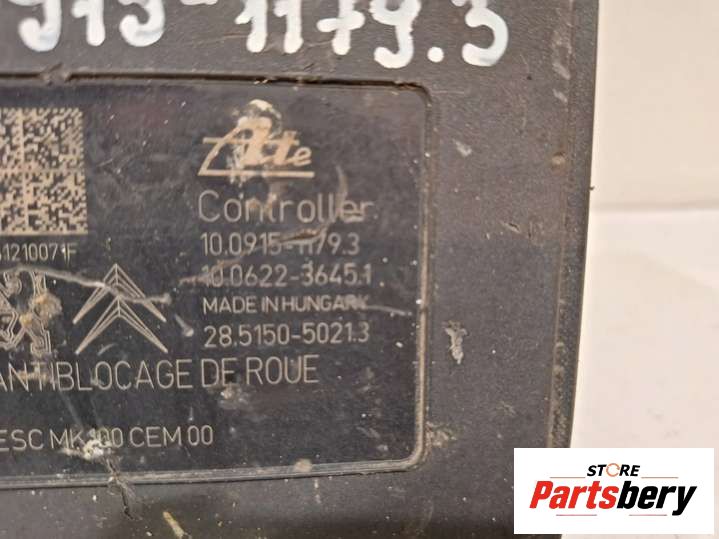 915-1179.3
Ate
Controller
61210071F
10.0915-1179.3
10.0622-3645.1
MADE IN HUNGARY
28.5150-5021.3
ANTIBLOCAGE DE ROUE
ESC MK100 CEM 00
STORE
Partsbery